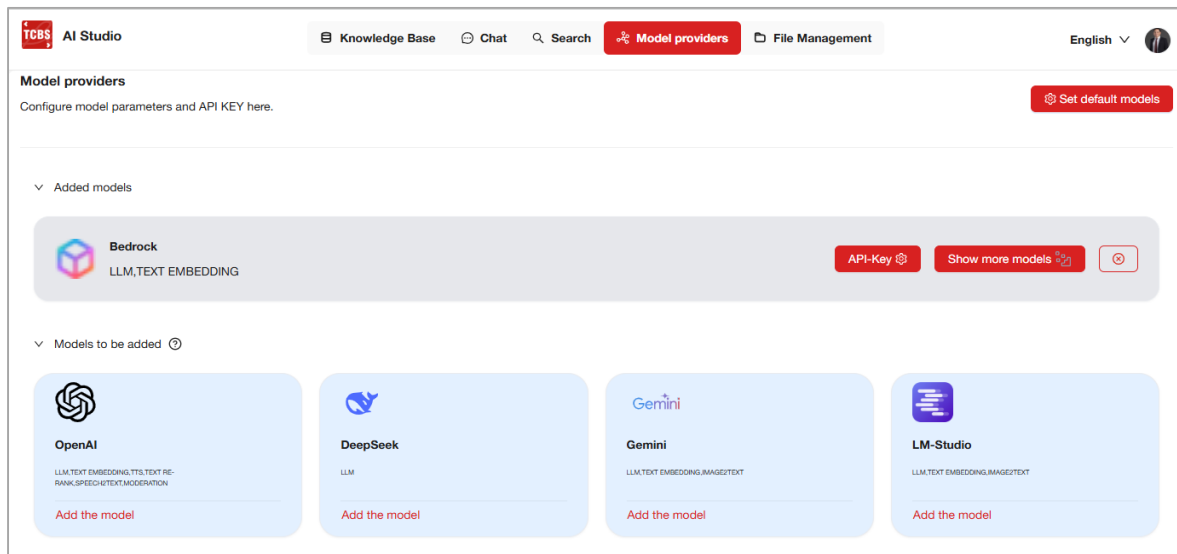 TCBS AI Studio Knowledge Base Chat Search Model providers File Management English
Model providers
Configure model parameters and API KEY here.
Set default models
Added models
Bedrock
LLM,TEXT EMBEDDING
API-Key
Show more models
Models to be added
OpenAI
LLM,TEXT EMBEDDING,TTS,TEXT RE-
RANK,SPEECH2TEXT,MODERATION
Add the model
DeepSeek
LLM
Add the model
Gemini
Gemini
LLM,TEXT EMBEDDING,IMAGE2TEXT
Add the model
LM-Studio
LLM,TEXT EMBEDDING,IMAGE2TEXT
Add the model